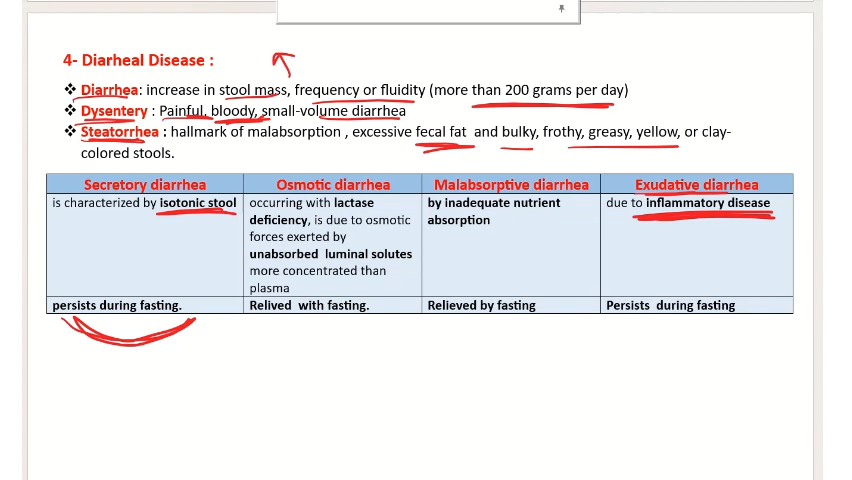 4- Diarheal Disease :
❖ Diarrhea: increase in stool mass, frequency or fluidity (more than 200 grams per day)
❖ Dysentery : Painful, bloody, small-volume diarrhea
❖ Steatorrhea : hallmark of malabsorption , excessive fecal fat and bulky, frothy, greasy, yellow, or clay-
colored stools.
Secretory diarrhea
Osmotic diarrhea
Malabsorptive diarrhea
Exudative diarrhea
is characterized by isotonic stool
occurring with lactase
deficiency, is due to osmotic
forces exerted by
unabsorbed luminal solutes
more concentrated than
plasma
by inadequate nutrient
absorption
due to inflammatory disease
persists during fasting.
Relived with fasting.
Relieved by fasting
Persists during fasting